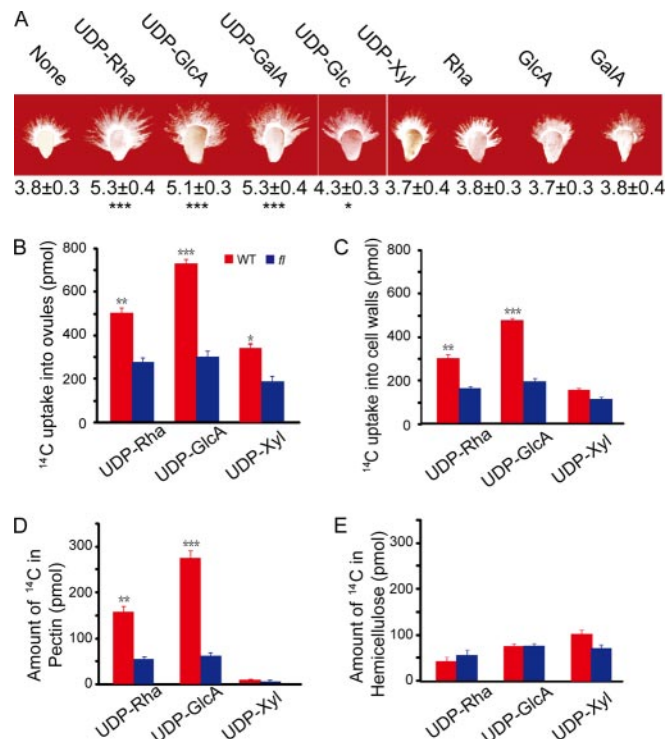 A
None UDP-Rha UDP-GlcA UDP-GalA UDP-Glc UDP-Xyl Rha GlcA GalA
3.8±0.3 5.3±0.4 5.1±0.3 5.3±0.4 4.3±0.3 3.7±0.4 3.8±0.3 3.7±0.3 3.8±0.4
*** *** *** *
B
¹⁴C uptake into ovules (pmol)
800
600
400
200
0
** *** *
WT fl
UDP-Rha UDP-GlcA UDP-Xyl
C
¹⁴C uptake into cell walls (pmol)
800
600
400
200
0
** ***
UDP-Rha UDP-GlcA UDP-Xyl
D
Amount of ¹⁴C in
Pectin (pmol)
300
200
100
0
** ***
UDP-Rha UDP-GlcA UDP-Xyl
E
Amount of ¹⁴C in
Hemicellulose (pmol)
300
200
100
0
UDP-Rha UDP-GlcA UDP-Xyl